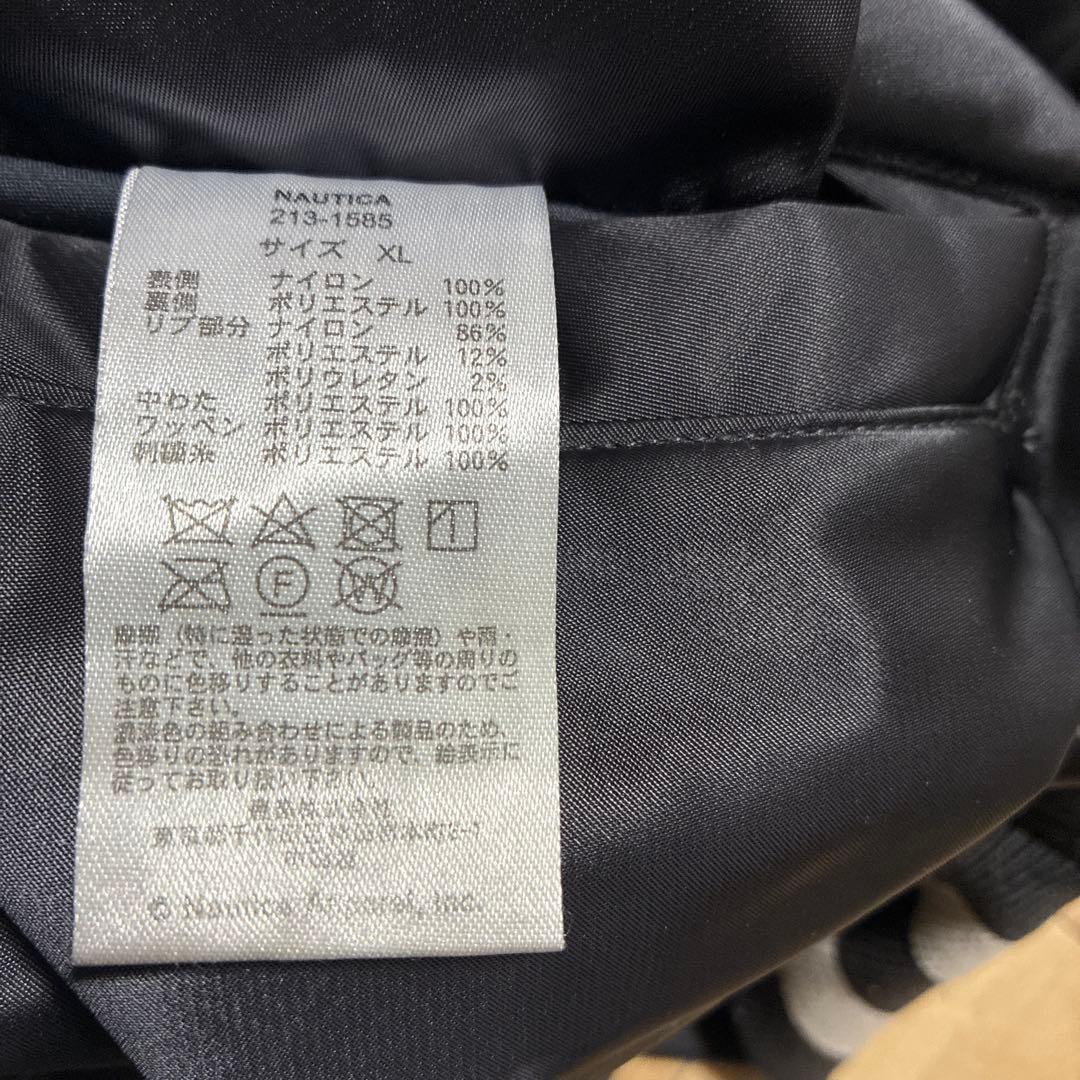 NAUTICA
213-1585
サイズ XL
表側 ナイロン 100%
裏側 ポリエステル 100%
リブ部分 ナイロン 86%
ポリエステル 12%
ポリウレタン 2%
中わた ポリエステル 100%
ワッペン ポリエステル 100%
刺繍糸 ポリエステル 100%
1
F
W
摩擦（特に湿った状態での摩擦）や雨・
汗などで、他の衣料やバッグ等の周りの
ものに色移りすることがありますのでご
注意下さい。
濃淡色の組み合わせによる製品のため、
色移りの恐れがありますので、絵表示に
従ってお取り扱い下さい。
© Nautica Apparel, Inc.